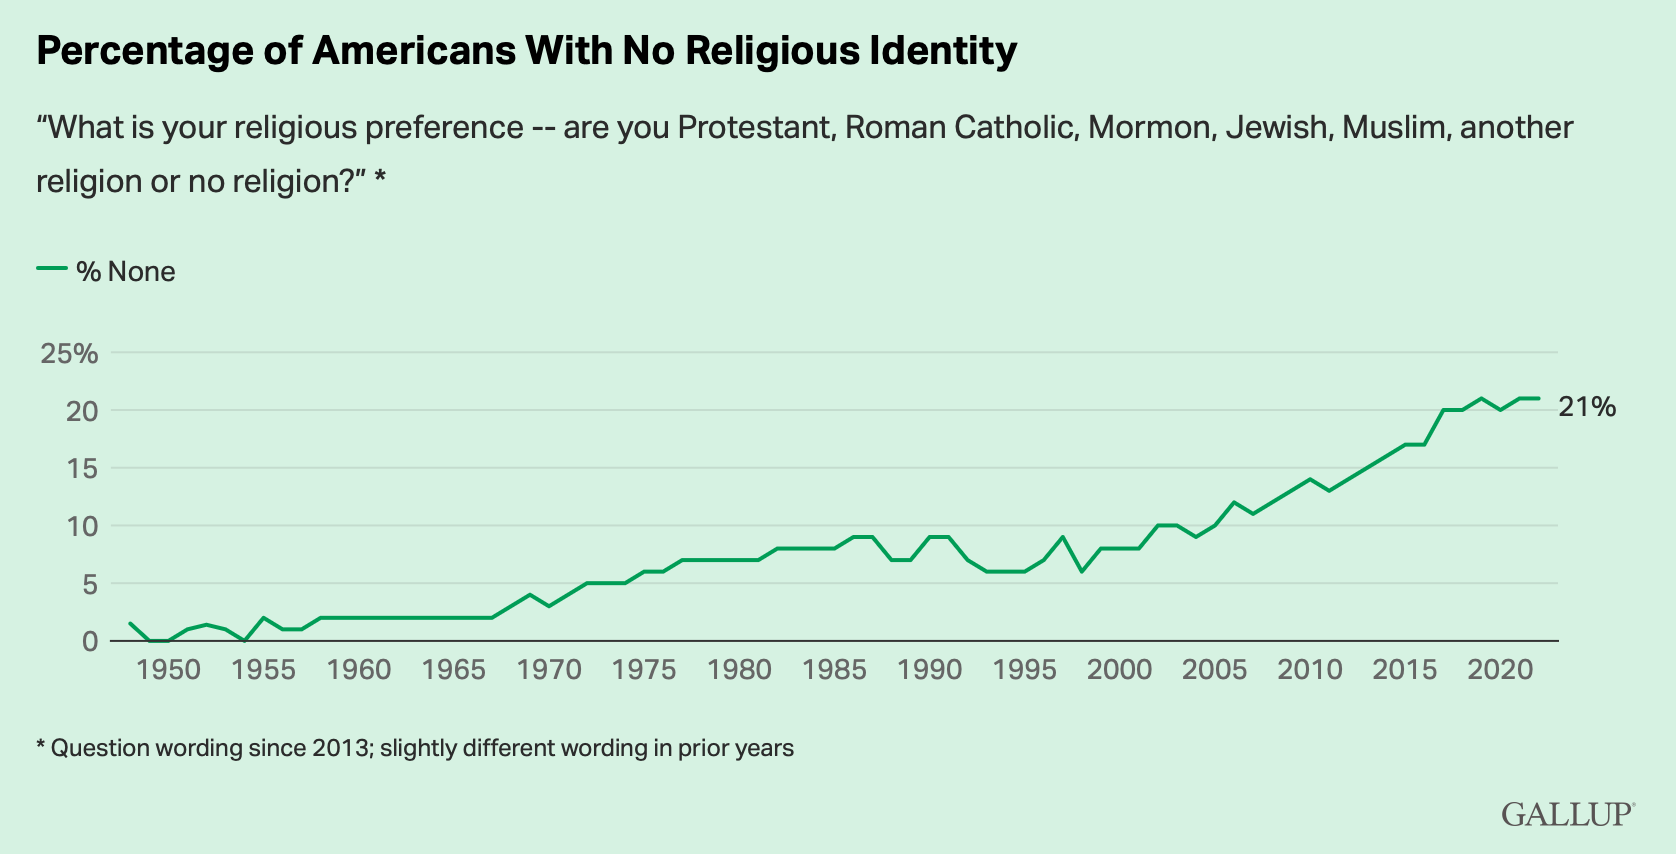 Percentage of Americans With No Religious Identity
“What is your religious preference -- are you Protestant, Roman Catholic, Mormon, Jewish, Muslim, another
religion or no religion?” *
% None
25%
20
21%
15
10
5
0
1950 1955 1960 1965 1970 1975 1980 1985 1990 1995 2000 2005 2010 2015 2020
* Question wording since 2013; slightly different wording in prior years
GALLUP®